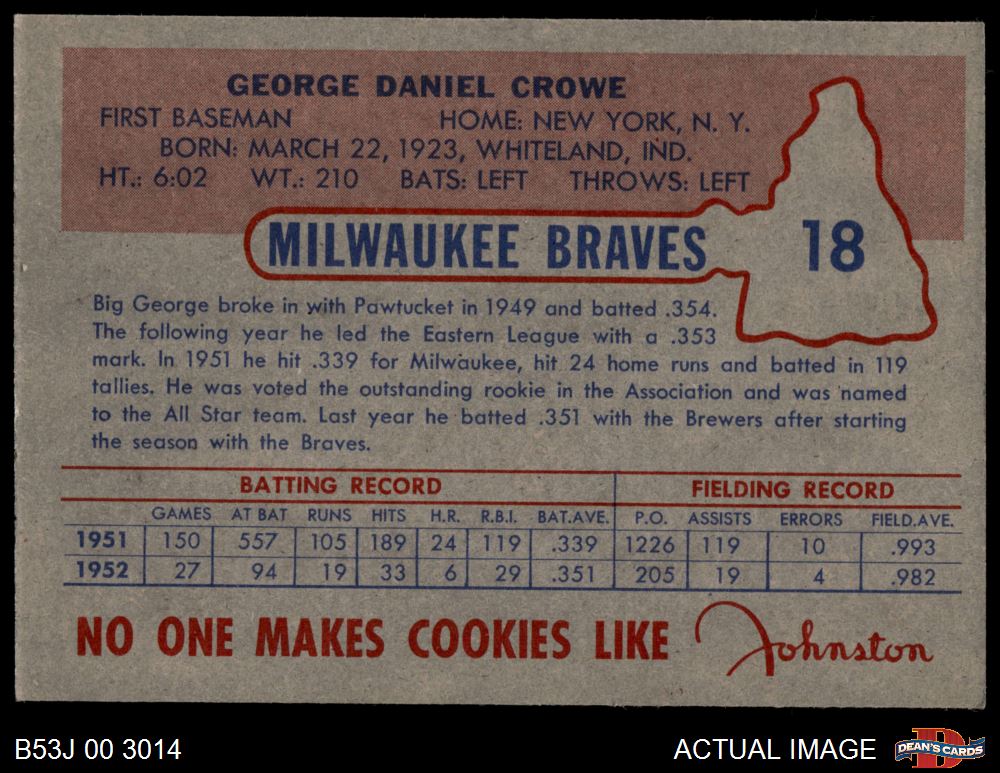 GEORGE DANIEL CROWE
FIRST BASEMAN HOME: NEW YORK, N. Y.
BORN: MARCH 22, 1923, WHITELAND, IND.
HT.: 6:02 WT.: 210 BATS: LEFT THROWS: LEFT
MILWAUKEE BRAVES 18
Big George broke in with Pawtucket in 1949 and batted .354.
The following year he led the Eastern League with a .353
mark. In 1951 he hit .339 for Milwaukee, hit 24 home runs and batted in 119
tallies. He was voted the outstanding rookie in the Association and was named
to the All Star team. Last year he batted .351 with the Brewers after starting
the season with the Braves.
BATTING RECORD FIELDING RECORD
GAMES AT BAT RUNS HITS H.R. R.B.I. BAT.AVE. P.O. ASSISTS ERRORS FIELD.AVE.
1951 150 557 105 189 24 119 .339 1226 119 10 .993
1952 27 94 19 33 6 29 .351 205 19 4 .982
NO ONE MAKES COOKIES LIKE Johnston
B53J 00 3014 ACTUAL IMAGE DEAN'S CARDS